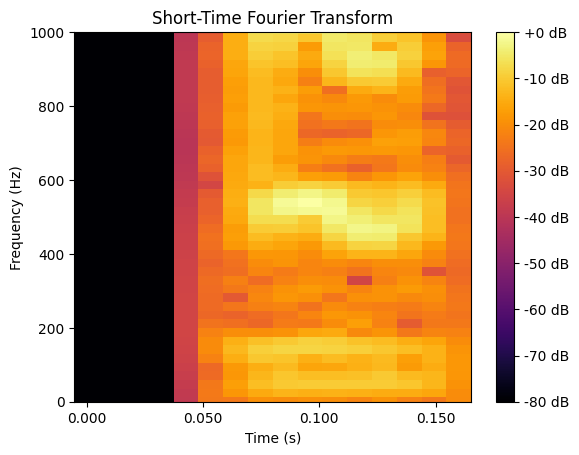 Short-Time Fourier Transform
1000
800
600
400
200
0
Frequency (Hz)
0.000
0.050
0.100
0.150
Time (s)
+0 dB
-10 dB
-20 dB
-30 dB
-40 dB
-50 dB
-60 dB
-70 dB
-80 dB